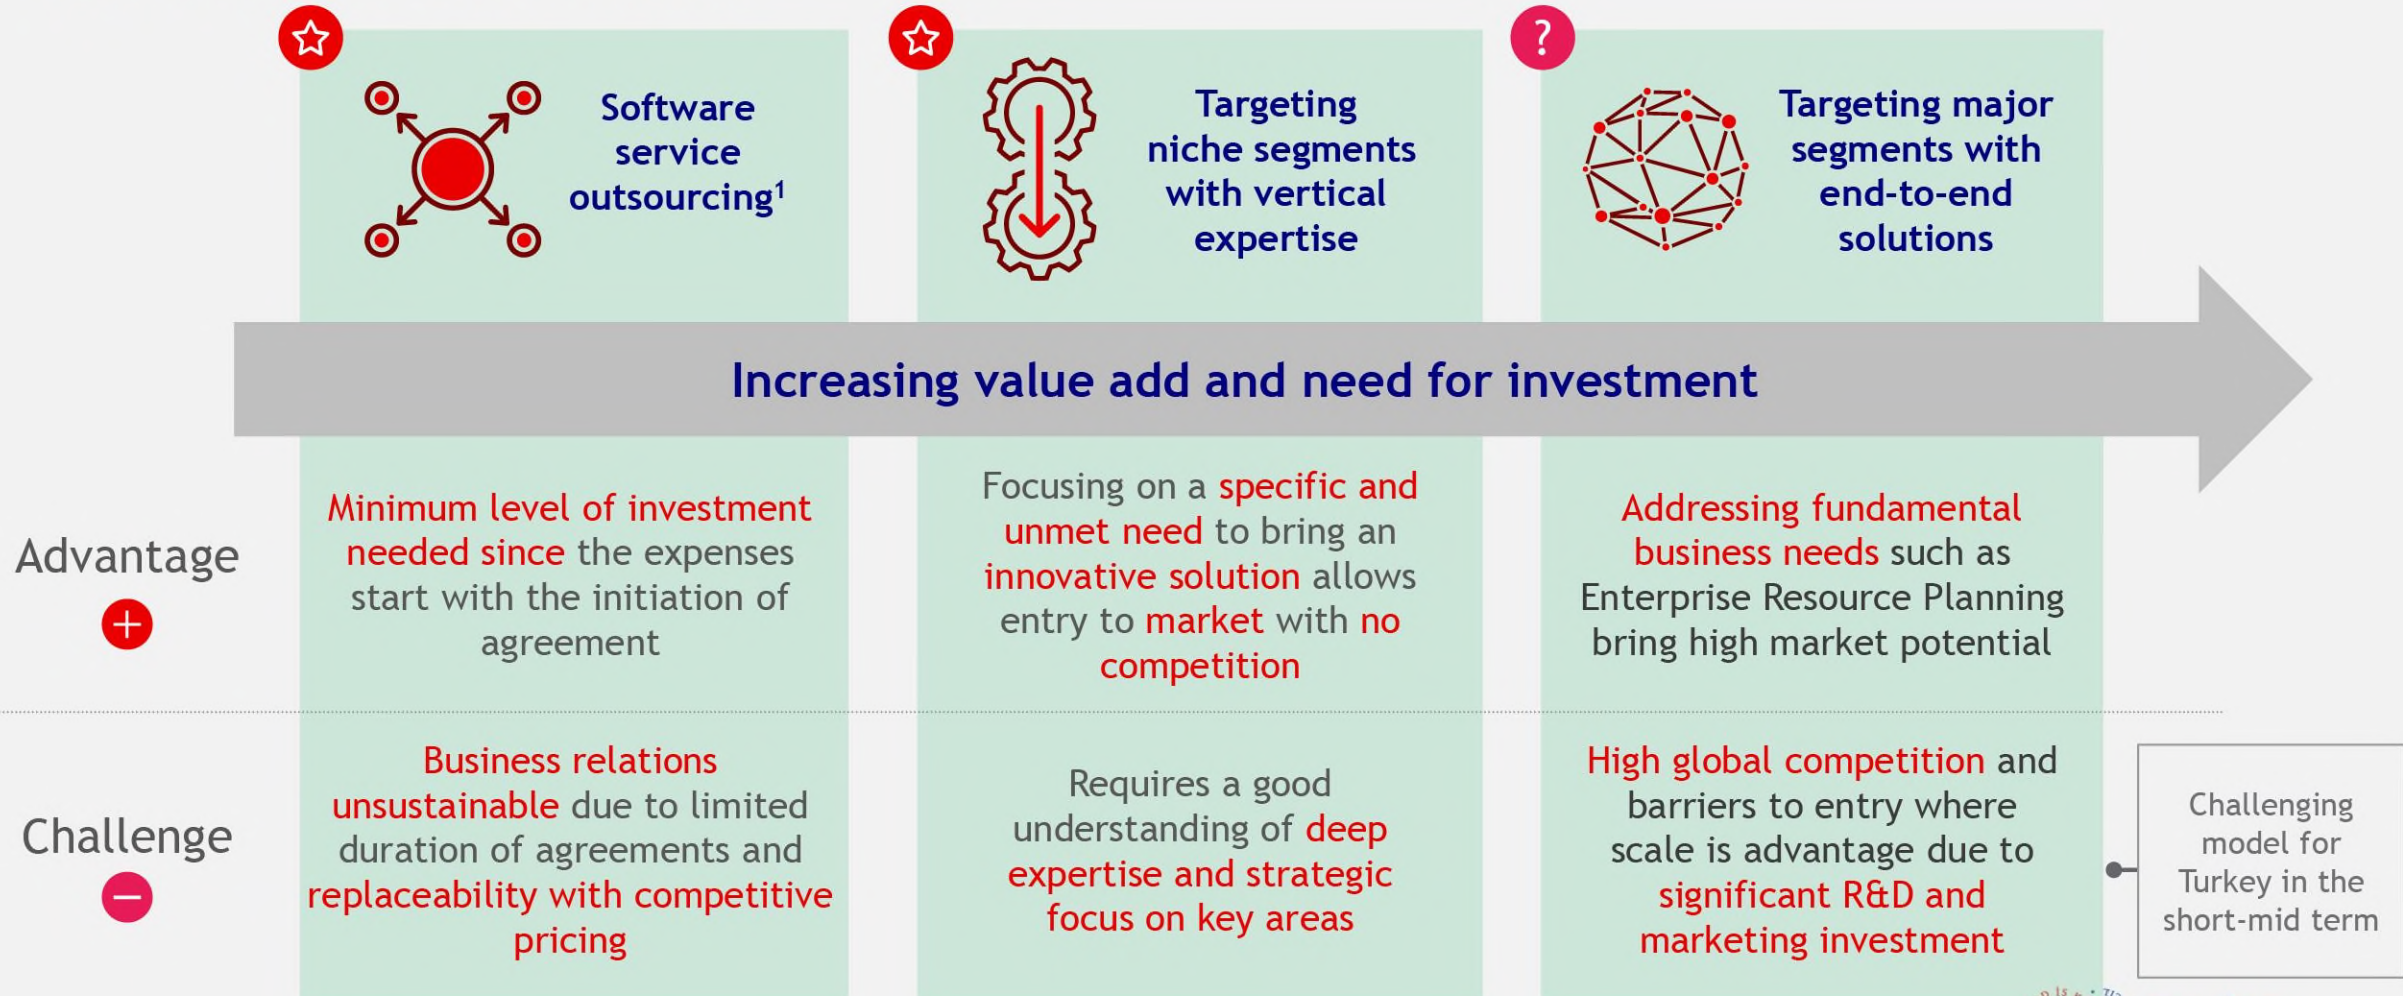 Software
service
outsourcing¹
Targeting
niche segments
with vertical
expertise
?
Targeting major
segments with
end-to-end
solutions
Increasing value add and need for investment
Advantage
+
Minimum level of investment
needed since the expenses
start with the initiation of
agreement
Focusing on a specific and
unmet need to bring an
innovative solution allows
entry to market with no
competition
Addressing fundamental
business needs such as
Enterprise Resource Planning
bring high market potential
Challenge
−
Business relations
unsustainable due to limited
duration of agreements and
replaceability with competitive
pricing
Requires a good
understanding of deep
expertise and strategic
focus on key areas
High global competition and
barriers to entry where
scale is advantage due to
significant R&D and
marketing investment
Challenging
model for
Turkey in the
short-mid term